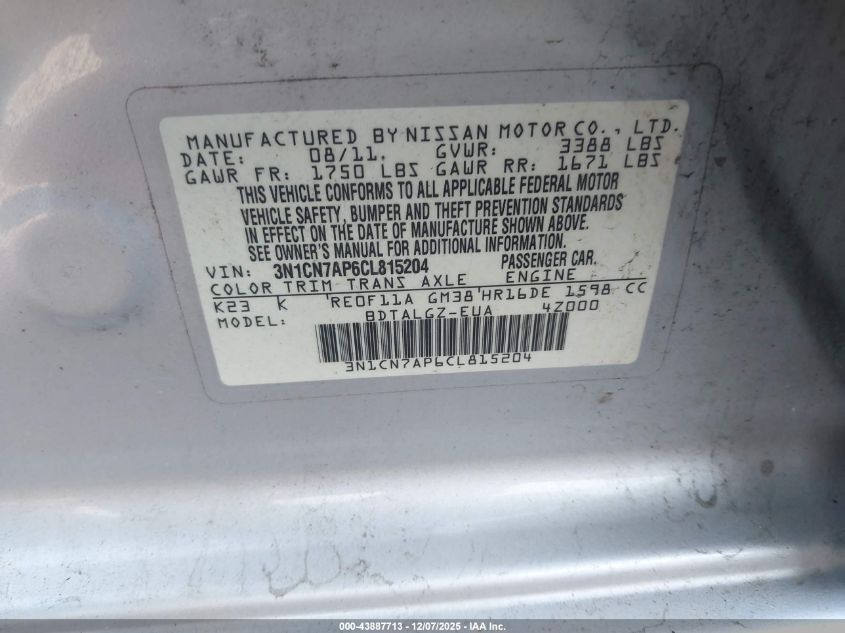 MANUFACTURED BY NISSAN MOTOR CO., LTD.
DATE: 08/11. GVWR: 3388 LBS
GAWR FR: 1750 LBS GAWR RR: 1671 LBS
THIS VEHICLE CONFORMS TO ALL APPLICABLE FEDERAL MOTOR
VEHICLE SAFETY, BUMPER AND THEFT PREVENTION STANDARDS
IN EFFECT ON THE DATE OF MANUFACTURE SHOWN ABOVE.
SEE OWNER'S MANUAL FOR ADDITIONAL INFORMATION.
VIN: 3N1CN7AP6CL815204 PASSENGER CAR.
COLOR TRIM TRANS AXLE ENGINE
K23 K RE0F11A GM38 HR16DE 1598 CC
MODEL: BDTALGZ-EUA 4Z000
3N1CN7AP6CL815204
000-43887713 - 12/07/2025 - IAA Inc.